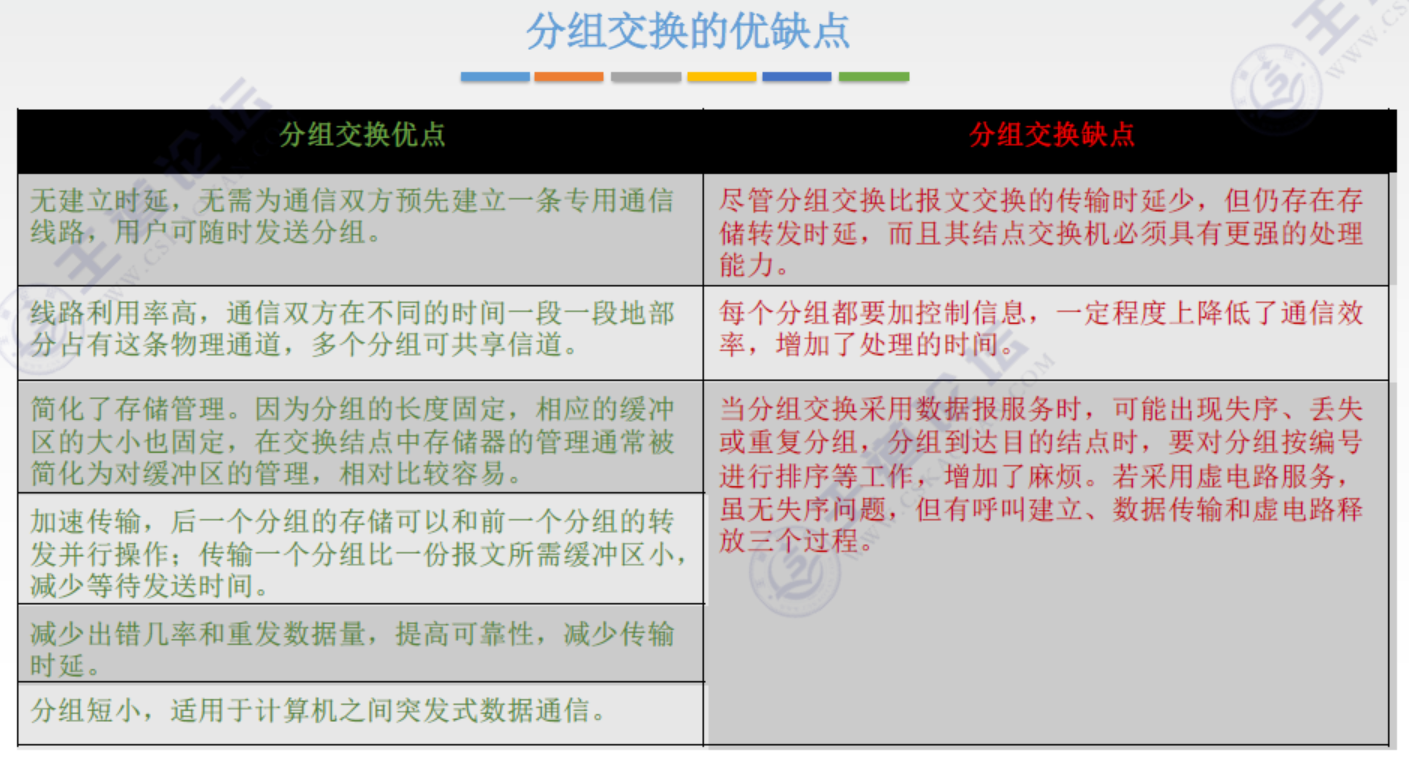 分组交换的优缺点
分组交换优点
分组交换缺点
无建立时延，无需为通信双方预先建立一条专用通信
线路，用户可随时发送分组。
尽管分组交换比报文交换的传输时延少，但仍存在存
储转发时延，而且其结点交换机必须具有更强的处理
能力。
线路利用率高，通信双方在不同的时间一段一段地部
分占有这条物理通道，多个分组可共享信道。
每个分组都要加控制信息，一定程度上降低了通信效
率，增加了处理的时间。
简化了存储管理。因为分组的长度固定，相应的缓冲
区的大小也固定，在交换结点中存储器的管理通常被
简化为对缓冲区的管理，相对比较容易。
当分组交换采用数据报服务时，可能出现失序、丢失
或重复分组，分组到达目的结点时，要对分组按编号
进行排序等工作，增加了麻烦。若采用虚电路服务，
虽无失序问题，但有呼叫建立、数据传输和虚电路释
放三个过程。
加速传输，后一个分组的存储可以和前一个分组的转
发并行操作；传输一个分组比一份报文所需缓冲区小，
减少等待发送时间。
减少出错几率和重发数据量，提高可靠性，减少传输
时延。
分组短小，适用于计算机之间突发式数据通信。